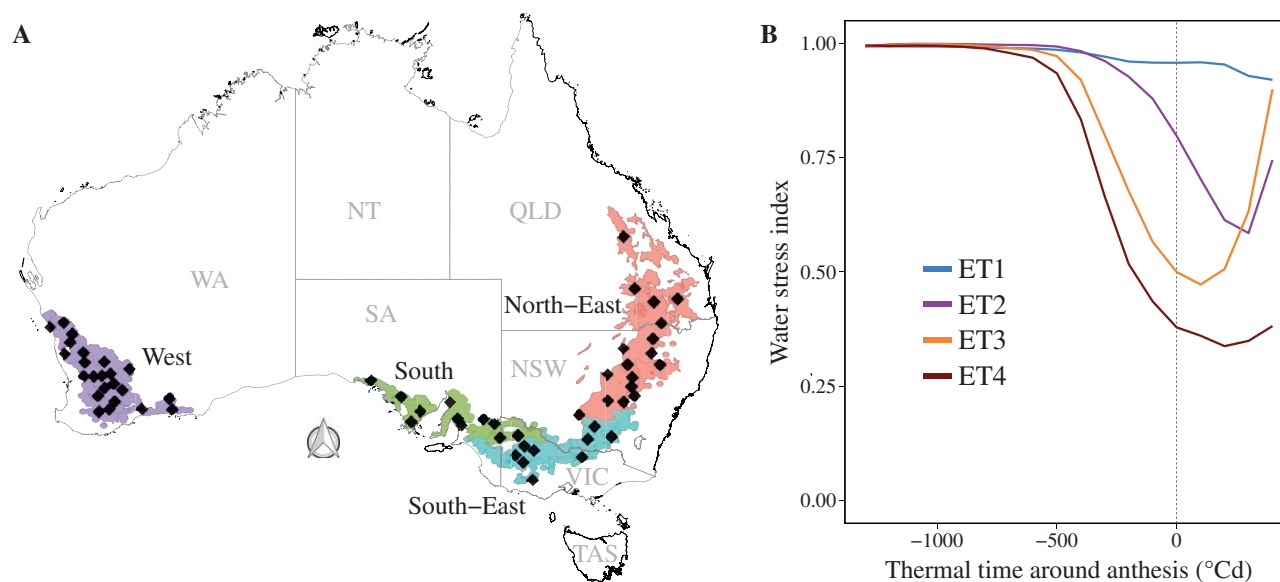 A
NT
QLD
WA
SA
North−East
West
South
NSW
VIC
South−East
TAS
B
1.00
0.75
0.50
0.25
0.00
Water stress index
ET1
ET2
ET3
ET4
−1000
−500
0
Thermal time around anthesis (°Cd)